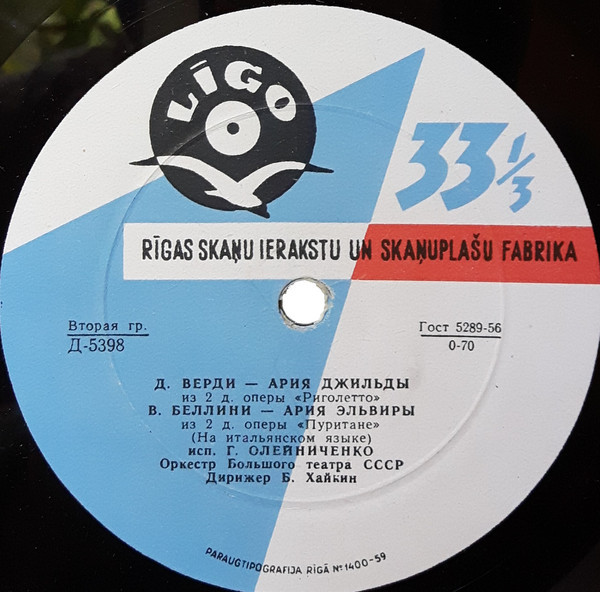 LĪGO
33⅓
RĪGAS SKAŅU IERAKSTU UN SKAŅUPLAŠU FABRIKA
Вторая гр.
Д-5398
Гост 5289-56
0-70
Д. ВЕРДИ — АРИЯ ДЖИЛЬДЫ
из 2 д. оперы «Риголетто»
В. БЕЛЛИНИ — АРИЯ ЭЛЬВИРЫ
из 2 д. оперы «Пуритане»
(На итальянском языке)
исп. Г. ОЛЕЙНИЧЕНКО
Оркестр Большого театра СССР
Дирижер Б. Хайкин
PARAUGTIPOGRAFIJA RĪGĀ № 1400-59